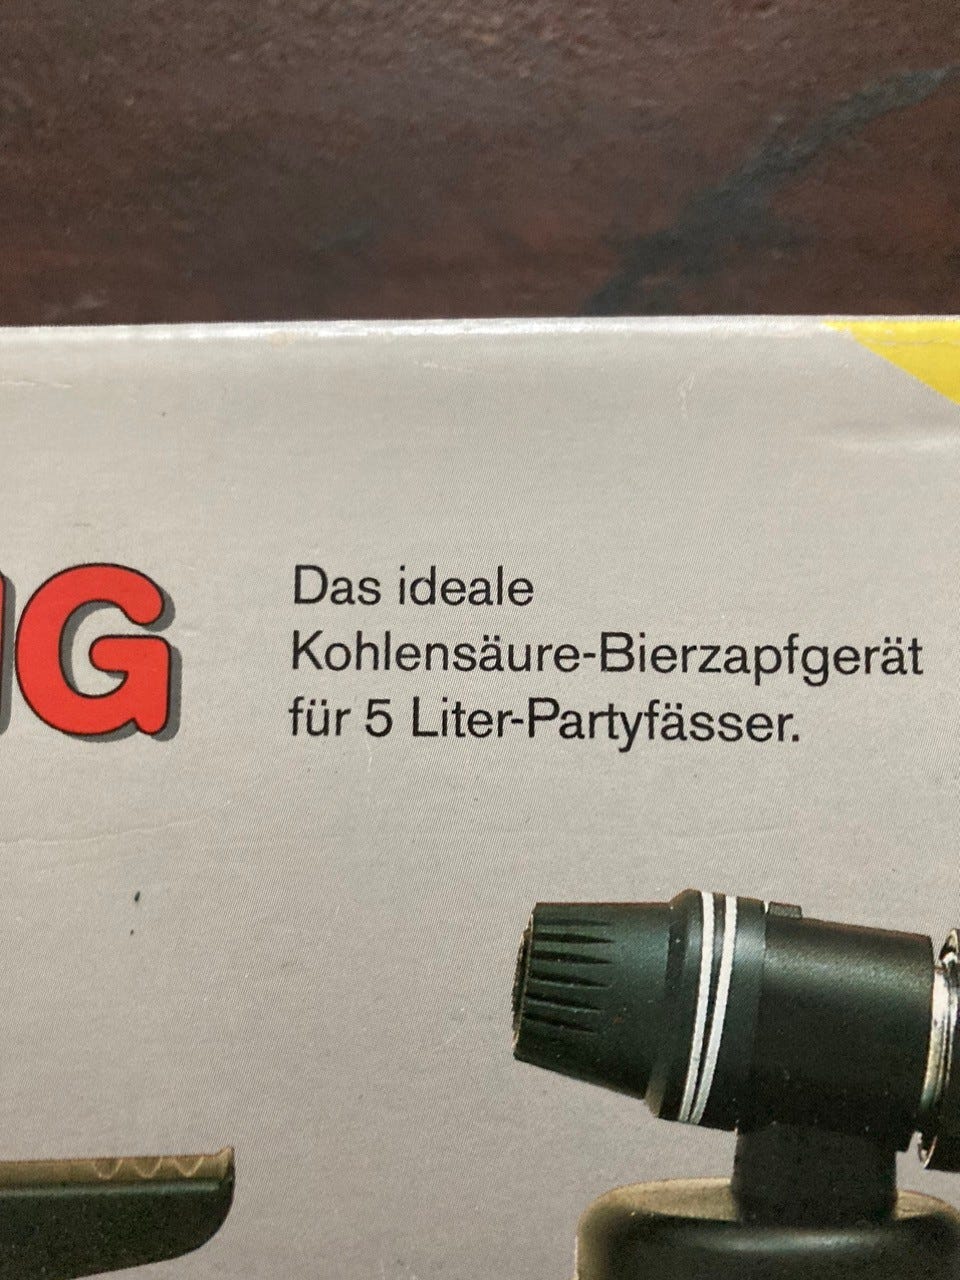 G
Das ideale
Kohlensäure-Bierzapfgerät
für 5 Liter-Partyfässer.